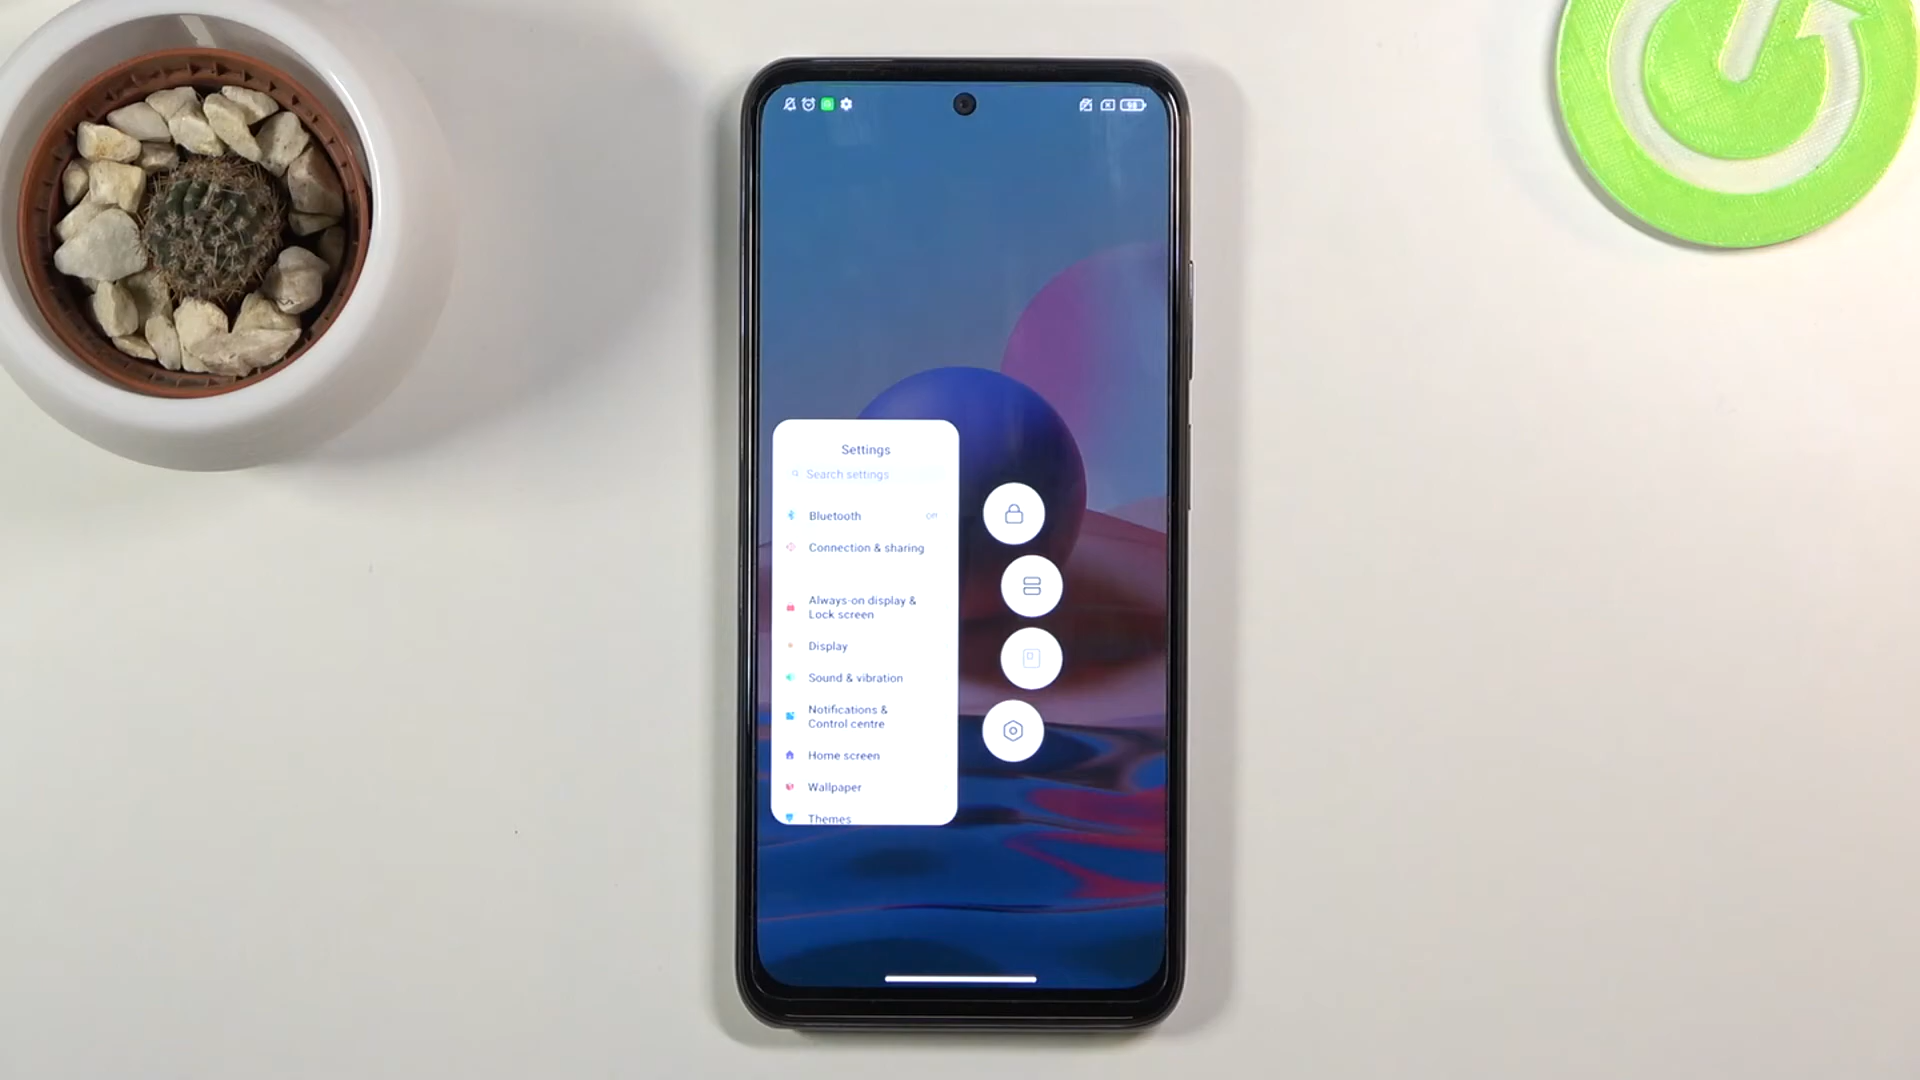 98
Settings
Search settings
Bluetooth
Connection & sharing
Always-on display &
Lock screen
Display
Sound & vibration
Notifications &
Control centre
Home screen
Wallpaper
Themes